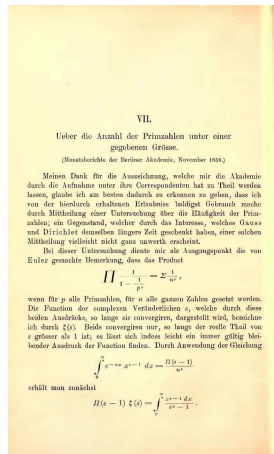 VII.
Ueber die Anzahl der Primzahlen unter einer
gegebenen Grösse.
(Monatsberichte der Berliner Akademie, November 1859.)
Meinen Dank für die Auszeichnung, welche mir die Akademie
durch die Aufnahme unter ihre Correspondenten hat zu Theil werden
lassen, glaube ich am besten dadurch zu erkennen zu geben, dass ich
von der hierdurch erhaltenen Erlaubniss baldigst Gebrauch mache
durch Mittheilung einer Untersuchung über die Häufigkeit der Prim-
zahlen; ein Gegenstand, welcher durch das Interesse, welches Gauss
und Dirichlet demselben längere Zeit geschenkt haben, einer solchen
Mittheilung vielleicht nicht ganz unwerth erscheint.
Bei dieser Untersuchung diente mir als Ausgangspunkt die von
Euler gemachte Bemerkung, dass das Product
∏ 1/(1 − 1/p^s) = Σ 1/n^s,
wenn für p alle Primzahlen, für n alle ganzen Zahlen gesetzt werden.
Die Function der complexen Veränderlichen s, welche durch diese
beiden Ausdrücke, so lange sie convergiren, dargestellt wird, bezeichne
ich durch ζ(s). Beide convergiren nur, so lange der reelle Theil von
s grösser als 1 ist; es lässt sich indess leicht ein immer gültig blei-
bender Ausdruck der Function finden. Durch Anwendung der Gleichung
∫₀^∞ e^{−nx} x^{s−1} dx = Π(s − 1)/n^s
erhält man zunächst
Π(s − 1) ζ(s) = ∫₀^∞ x^{s−1} dx/(e^x − 1).